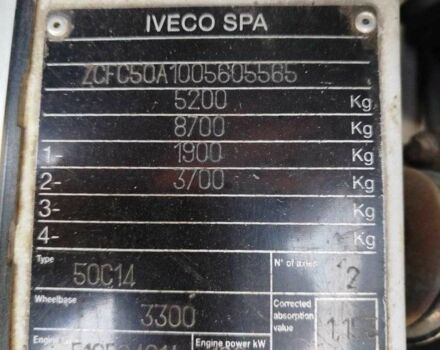 IVECO SPA
ZCFC50A1005605565
5200 Kg
8700 Kg
1- 1900 Kg
2- 3700 Kg
3- Kg
4- Kg
Type 50C14
N° of axles 2
Wheelbase 3300
Corrected absorption value
Engine power kW